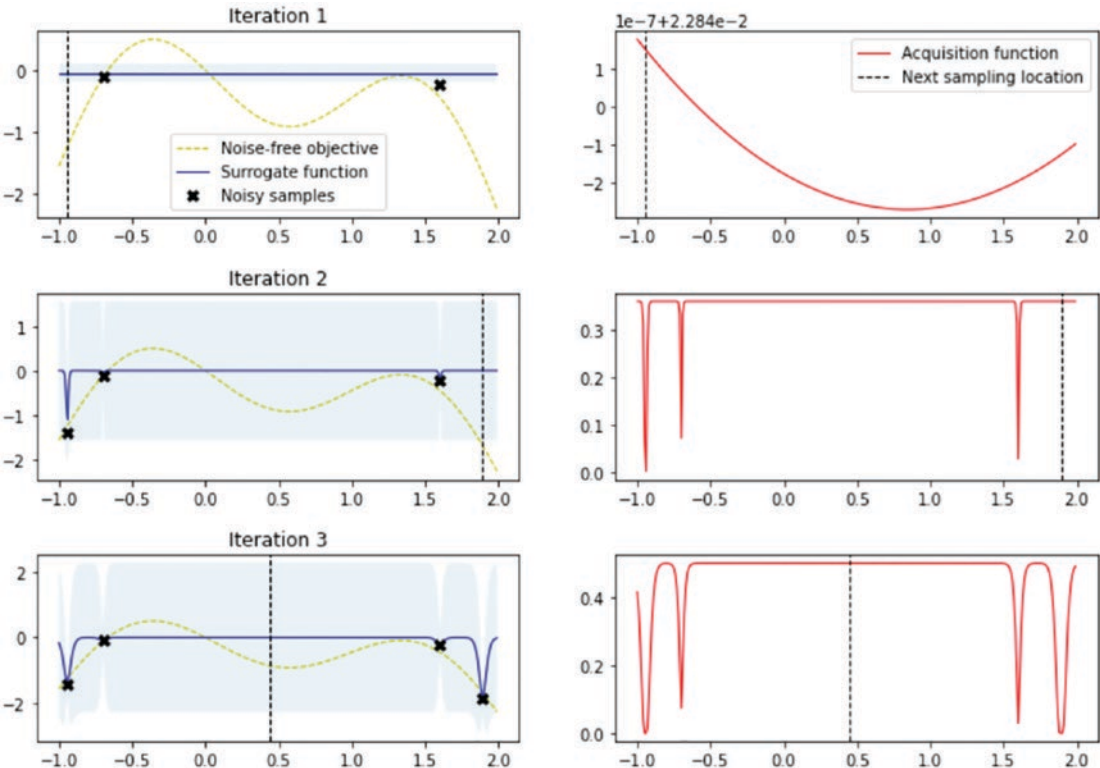 Iteration 1
0
−1
−2
Noise-free objective
Surrogate function
Noisy samples
−1.0 −0.5 0.0 0.5 1.0 1.5 2.0
1e−7+2.284e−2
1
0
−1
−2
Acquisition function
Next sampling location
−1.0 −0.5 0.0 0.5 1.0 1.5 2.0
Iteration 2
1
0
−1
−2
−1.0 −0.5 0.0 0.5 1.0 1.5 2.0
0.3
0.2
0.1
0.0
−1.0 −0.5 0.0 0.5 1.0 1.5 2.0
Iteration 3
2
0
−2
−1.0 −0.5 0.0 0.5 1.0 1.5 2.0
0.4
0.2
0.0
−1.0 −0.5 0.0 0.5 1.0 1.5 2.0